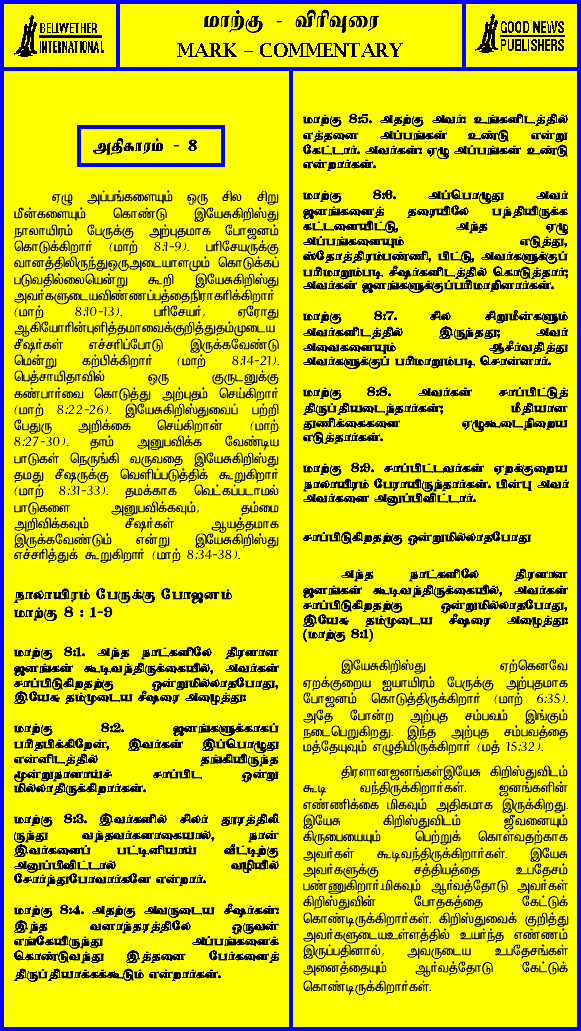 BELIWETHER
INTERNATIONAL
மாற்கு - விரிவுரை
MARK – COMMENTARY
GOOD NEWS
PUBLISHERS
அதிகாரம் - 8
ஏழு அப்பங்களையும் ஒரு சில சிறு
மீன்களையும் கொண்டு இயேசுகிறிஸ்து
நாலாயிரம் பேருக்கு அற்புதமாக போஜனம்
கொடுக்கிறார் (மாற் 8:1-9). பரிசேயருக்கு
வானத்திலிருந்துஒருஅடையாளமும் கொடுக்கப்
படுவதில்லையென்று கூறி இயேசுகிறிஸ்து
அவர்களுடையவிண்ணப்பத்தைநிராகரிக்கிறார்
(மாற் 8:10-13). பரிசேயர், ஏரோது
ஆகியோரின்புளித்தமாவைக்குறித்துதம்முடைய
சீஷர்கள் எச்சரிப்போடு இருக்கவேண்டு
மென்று கற்பிக்கிறார் (மாற் 8:14-21).
பெத்சாயிதாவில் ஒரு குருடனுக்கு
கண்பார்வை கொடுத்து அற்புதம் செய்கிறார்
(மாற் 8:22-26). இயேசுகிறிஸ்துவைப் பற்றி
பேதுரு அறிக்கை செய்கிறான் (மாற்
8:27-30). தாம் அனுபவிக்க வேண்டிய
பாடுகள் நெருங்கி வருவதை இயேசுகிறிஸ்து
தமது சீஷருக்கு வெளிப்படுத்திக் கூறுகிறார்
(மாற் 8:31-33). தமக்காக வெட்கப்படாமல்
பாடுகளை அனுபவிக்கவும், தம்மை
அறிவிக்கவும் சீஷர்கள் ஆயத்தமாக
இருக்கவேண்டும் என்று இயேசுகிறிஸ்து
எச்சரித்துக் கூறுகிறார் (மாற் 8:34-38).
நாலாயிரம் பேருக்கு போஜனம்
மாற்கு 8 : 1-9
மாற்கு 8:1. அந்த நாட்களிலே திரளான
ஜனங்கள் கூடிவந்திருக்கையில், அவர்கள்
சாப்பிடுகிறதற்கு ஒன்றுமில்லாதபோது,
இயேசு தம்முடைய சீஷரை அழைத்து:
மாற்கு 8:2. ஜனங்களுக்காகப்
பரிதபிக்கிறேன், இவர்கள் இப்பொழுது
என்னிடத்தில் தங்கியிருந்த
மூன்றுநாளாய்ச் சாப்பிட ஒன்று
மில்லாதிருக்கிறார்கள்.
மாற்கு 8:3. இவர்களில் சிலர் தூரத்திலி
ருந்து வந்தவர்களாகையால், நான்
இவர்களைப் பட்டினியாய் வீட்டிற்கு
அனுப்பிவிட்டால் வழியில்
சோர்ந்துபோவார்களே என்றார்.
மாற்கு 8:4. அதற்கு அவருடைய சீஷர்கள்:
இந்த வனாந்தரத்திலே ஒருவன்
எங்கேயிருந்து அப்பங்களைக்
கொண்டுவந்து இத்தனை பேர்களைத்
திருப்தியாக்கக்கூடும் என்றார்கள்.
மாற்கு 8:5. அதற்கு அவர்: உங்களிடத்தில்
எத்தனை அப்பங்கள் உண்டு என்று
கேட்டார். அவர்கள்: ஏழு அப்பங்கள் உண்டு
என்றார்கள்.
மாற்கு 8:6. அப்பொழுது அவர்
ஜனங்களைத் தரையிலே பந்தியிருக்க
கட்டளையிட்டு, அந்த ஏழு
அப்பங்களையும் எடுத்து,
ஸ்தோத்திரம்பண்ணி, பிட்டு, அவர்களுக்குப்
பரிமாறும்படி சீஷர்களிடத்தில் கொடுத்தார்;
அவர்கள் ஜனங்களுக்குப்பரிமாறினார்கள்.
மாற்கு 8:7. சில சிறுமீன்களும்
அவர்களிடத்தில் இருந்தது; அவர்
அவைகளையும் ஆசீர்வதித்து
அவர்களுக்குப் பரிமாறும்படி சொன்னார்.
மாற்கு 8:8. அவர்கள் சாப்பிட்டுத்
திருப்தியடைந்தார்கள்; மீதியான
துணிக்கைகளை ஏழுகூடைநிறைய
எடுத்தார்கள்.
மாற்கு 8:9. சாப்பிட்டவர்கள் ஏறக்குறைய
நாலாயிரம் பேராயிருந்தார்கள். பின்பு அவர்
அவர்களை அனுப்பிவிட்டார்.
சாப்பிடுகிறதற்கு ஒன்றுமில்லாதபோது
அந்த நாட்களிலே திரளான
ஜனங்கள் கூடிவந்திருக்கையில், அவர்கள்
சாப்பிடுகிறதற்கு ஒன்றுமில்லாதபோது,
இயேசு தம்முடைய சீஷரை அழைத்து:
(மாற்கு 8:1)
இயேசுகிறிஸ்து ஏற்கெனவே
ஏறக்குறைய ஐயாயிரம் பேருக்கு அற்புதமாக
போஜனம் கொடுத்திருக்கிறார் (மாற் 6:35).
அதே போன்ற அற்புத சம்பவம் இங்கும்
நடைபெறுகிறது. இந்த அற்புத சம்பவத்தை
மத்தேயுவும் எழுதியிருக்கிறார் (மத் 15:32).
திரளானஜனங்கள்இயேசு கிறிஸ்துவிடம்
கூடி வந்திருக்கிறார்கள். ஜனங்களின்
எண்ணிக்கை மிகவும் அதிகமாக இருக்கிறது.
இயேசு கிறிஸ்துவிடம் ஜீவனையும்
கிருபையையும் பெற்றுக் கொள்வதற்காக
அவர்கள் கூடிவந்திருக்கிறார்கள். இயேசு
அவர்களுக்கு சத்தியத்தை உபதேசம்
பண்ணுகிறார்.மிகவும் ஆர்வத்தோடு அவர்கள்
கிறிஸ்துவின் போதகத்தை கேட்டுக்
கொண்டிருக்கிறார்கள். கிறிஸ்துவைக் குறித்து
அவர்களுடையஉள்ளத்தில் உயர்ந்த எண்ணம்
இருப்பதினால், அவருடைய உபதேசங்கள்
அனைத்தையும் ஆர்வத்தோடு கேட்டுக்
கொண்டிருக்கிறார்கள்.